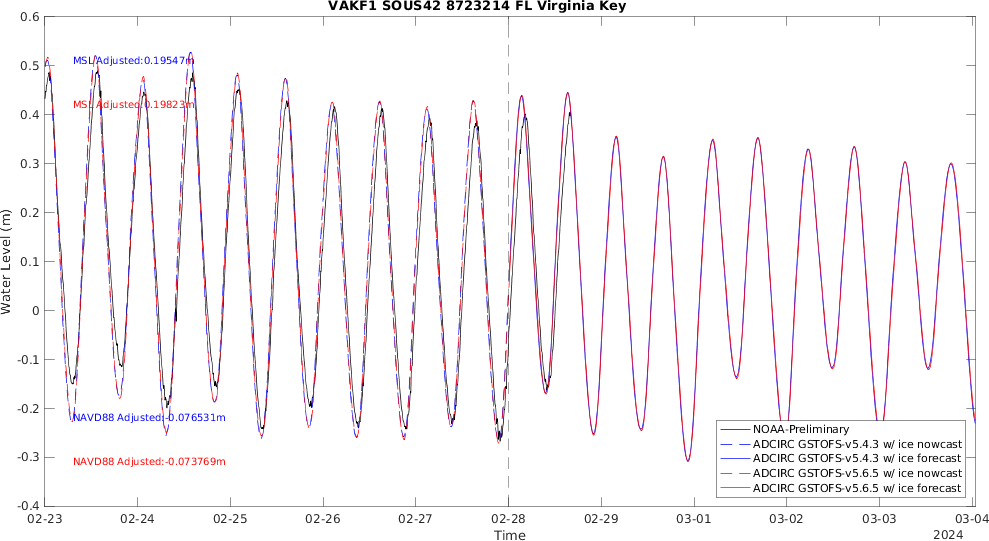 VAKF1 SOUS42 8723214 FL Virginia Key
0.6
0.5
0.4
0.3
0.2
0.1
0
-0.1
-0.2
-0.3
-0.4
Water Level (m)
MSL Adjusted:0.19547m
MSL Adjusted:0.19823m
NAVD88 Adjusted:-0.076531m
NAVD88 Adjusted:-0.073769m
NOAA-Preliminary
ADCIRC GSTOFS-v5.4.3 w/ ice nowcast
ADCIRC GSTOFS-v5.4.3 w/ ice forecast
ADCIRC GSTOFS-v5.6.5 w/ ice nowcast
ADCIRC GSTOFS-v5.6.5 w/ ice forecast
02-23 02-24 02-25 02-26 02-27 02-28 02-29 03-01 03-02 03-03 03-04
Time
2024